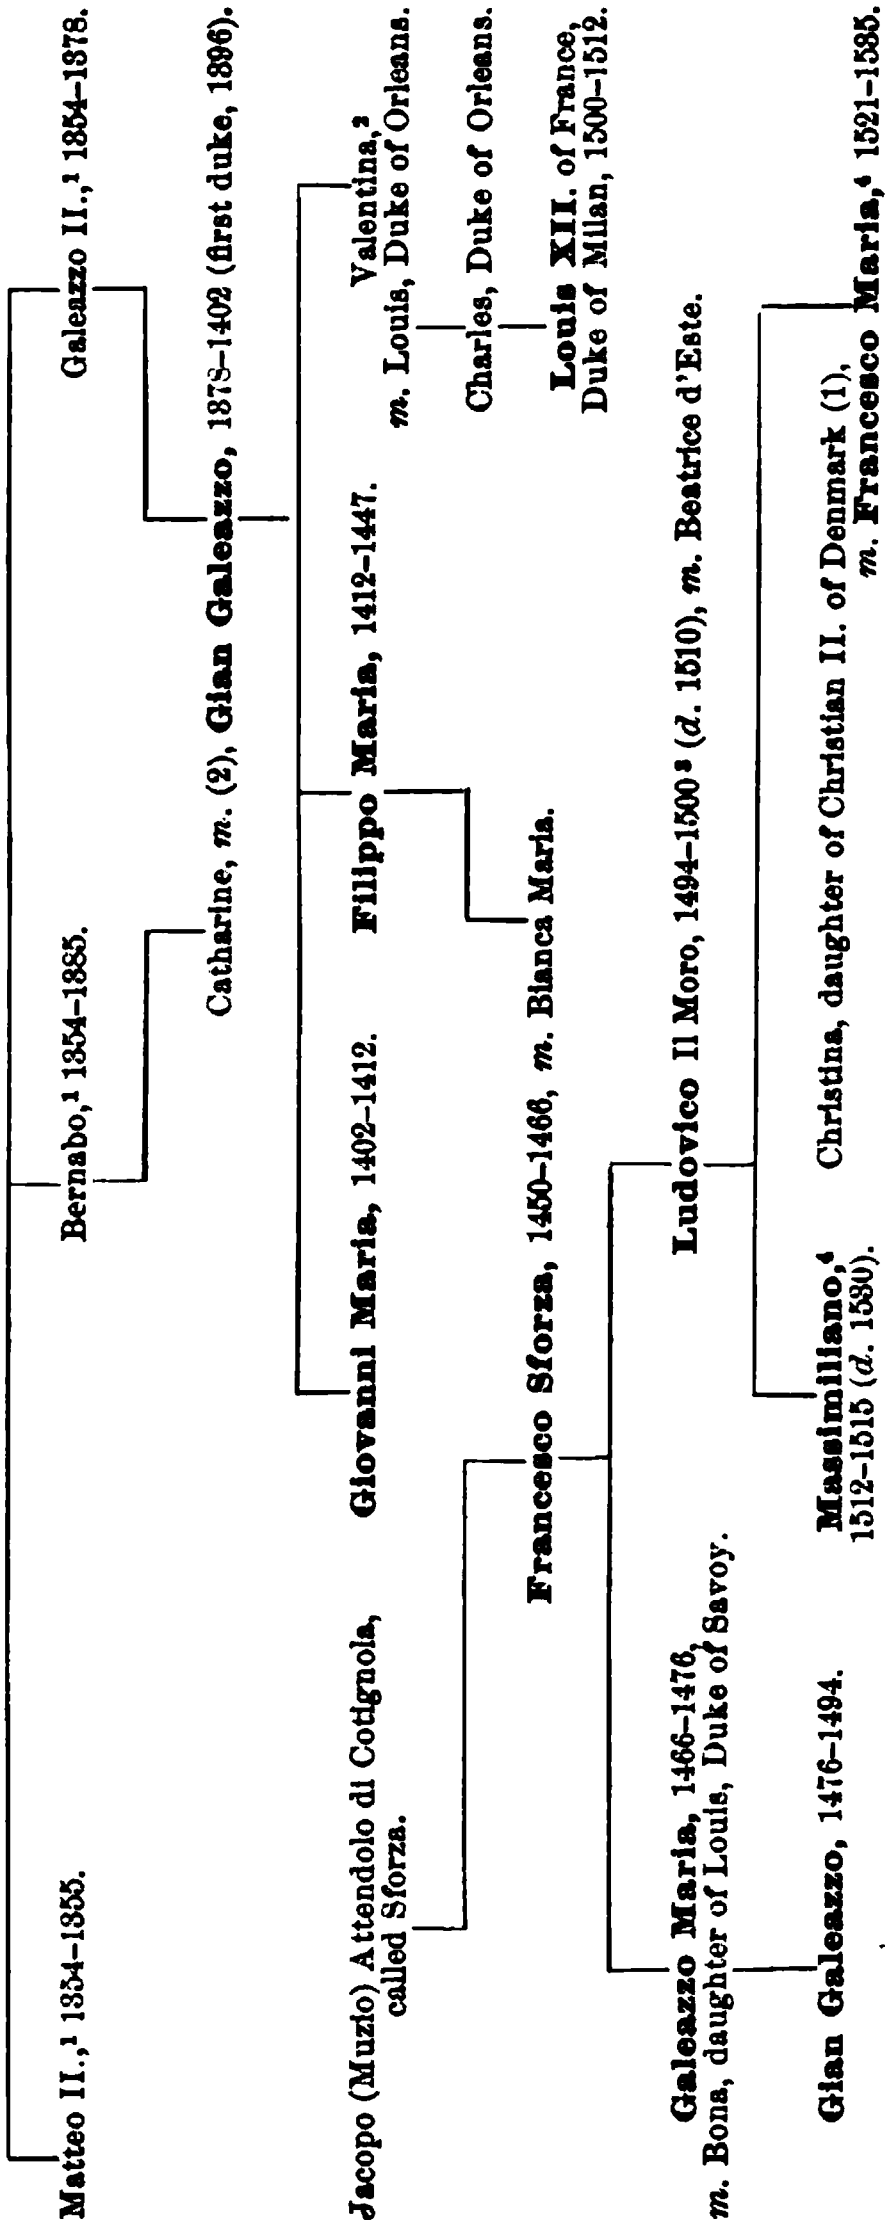 Matteo II.,¹ 1354-1355.
Bernabo,¹ 1354-1385.
Galeazzo II.,¹ 1354-1378.
Catharine, m. (2), Gian Galeazzo, 1378-1402 (first duke, 1396).
Jacopo (Muzio) Attendolo di Cotignola,
called Sforza.
Giovanni Maria, 1402-1412.
Filippo Maria, 1412-1447.
Valentina,²
m. Louis, Duke of Orleans.
Charles, Duke of Orleans.
Francesco Sforza, 1450-1466, m. Bianca Maria.
Louis XII. of France,
Duke of Milan, 1500-1512.
Galeazzo Maria, 1466-1476,
m. Bona, daughter of Louis, Duke of Savoy.
Ludovico Il Moro, 1494-1500³ (d. 1510), m. Beatrice d'Este.
Gian Galeazzo, 1476-1494.
Massimiliano,⁴
1512-1515 (d. 1530).
Christina, daughter of Christian II. of Denmark (1),
m. Francesco Maria,⁴ 1521-1535.